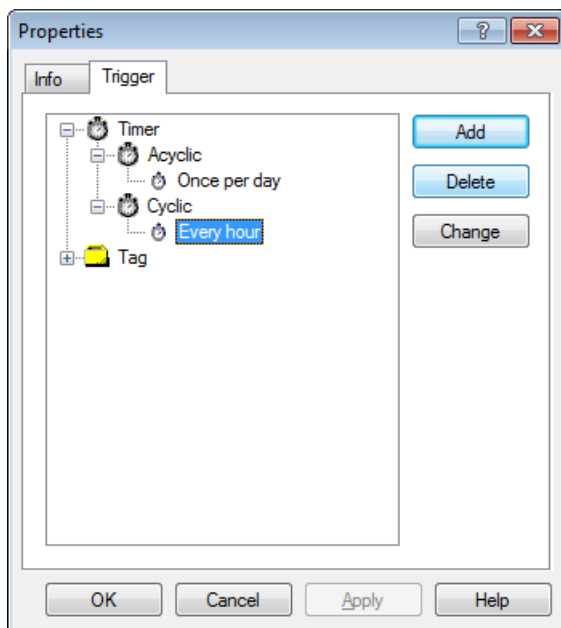 Properties
?
Info
Trigger
Timer
Add
Acyclic
Once per day
Delete
Cyclic
Every hour
Change
Tag
OK
Cancel
Apply
Help